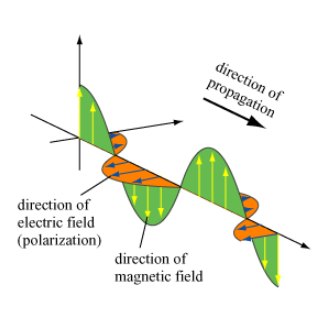 direction of
propagation
direction of
electric field
(polarization)
direction of
magnetic field